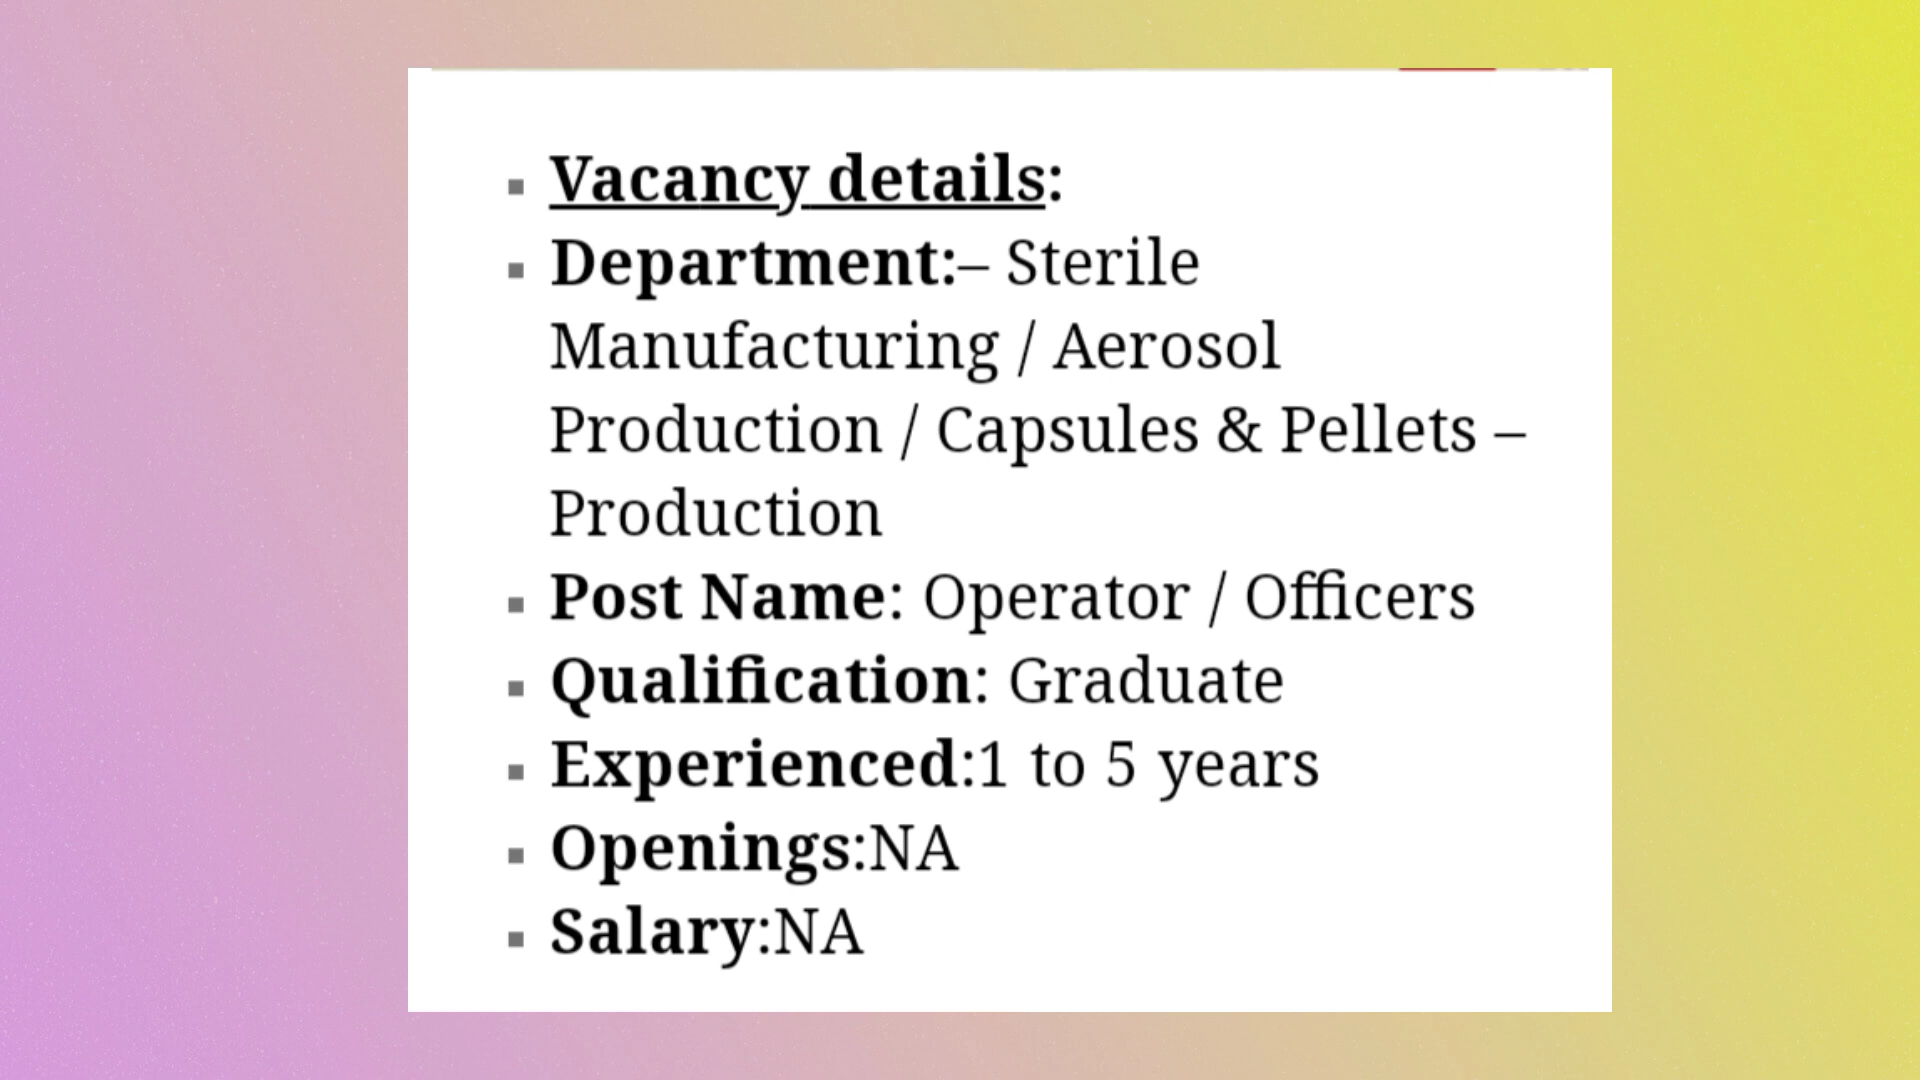 ▪ Vacancy details:
▪ Department:– Sterile
Manufacturing / Aerosol
Production / Capsules & Pellets –
Production
▪ Post Name: Operator / Officers
▪ Qualification: Graduate
▪ Experienced:1 to 5 years
▪ Openings:NA
▪ Salary:NA